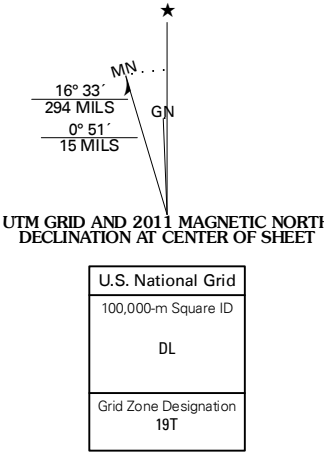 ★
MN
16° 33´
294 MILS
GN
0° 51´
15 MILS
UTM GRID AND 2011 MAGNETIC NORTH
DECLINATION AT CENTER OF SHEET
U.S. National Grid
100,000-m Square ID
DL
Grid Zone Designation
19T